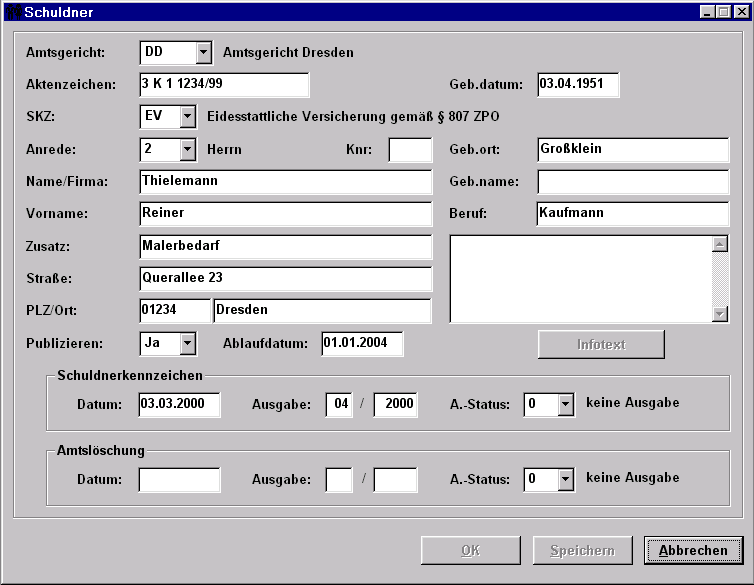 Schuldner
Amtsgericht: DD Amtsgericht Dresden
Aktenzeichen: 3 K 1 1234/99 Geb.datum: 03.04.1951
SKZ: EV Eidesstattliche Versicherung gemäß § 807 ZPO
Anrede: 2 Herrn Knr: Geb.ort: Großklein
Name/Firma: Thielemann Geb.name:
Vorname: Reiner Beruf: Kaufmann
Zusatz: Malerbedarf
Straße: Querallee 23
PLZ/Ort: 01234 Dresden
Publizieren: Ja Ablaufdatum: 01.01.2004 Infotext
Schuldnerkennzeichen
Datum: 03.03.2000 Ausgabe: 04 / 2000 A.-Status: 0 keine Ausgabe
Amtslöschung
Datum: Ausgabe: / A.-Status: 0 keine Ausgabe
OK Speichern Abbrechen